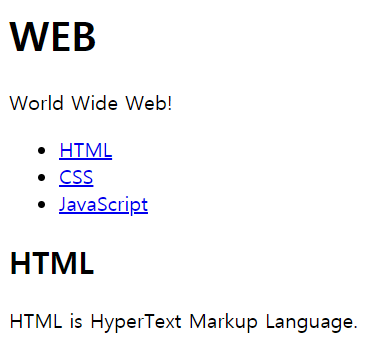 WEB
World Wide Web!
HTML
CSS
JavaScript
HTML
HTML is HyperText Markup Language.